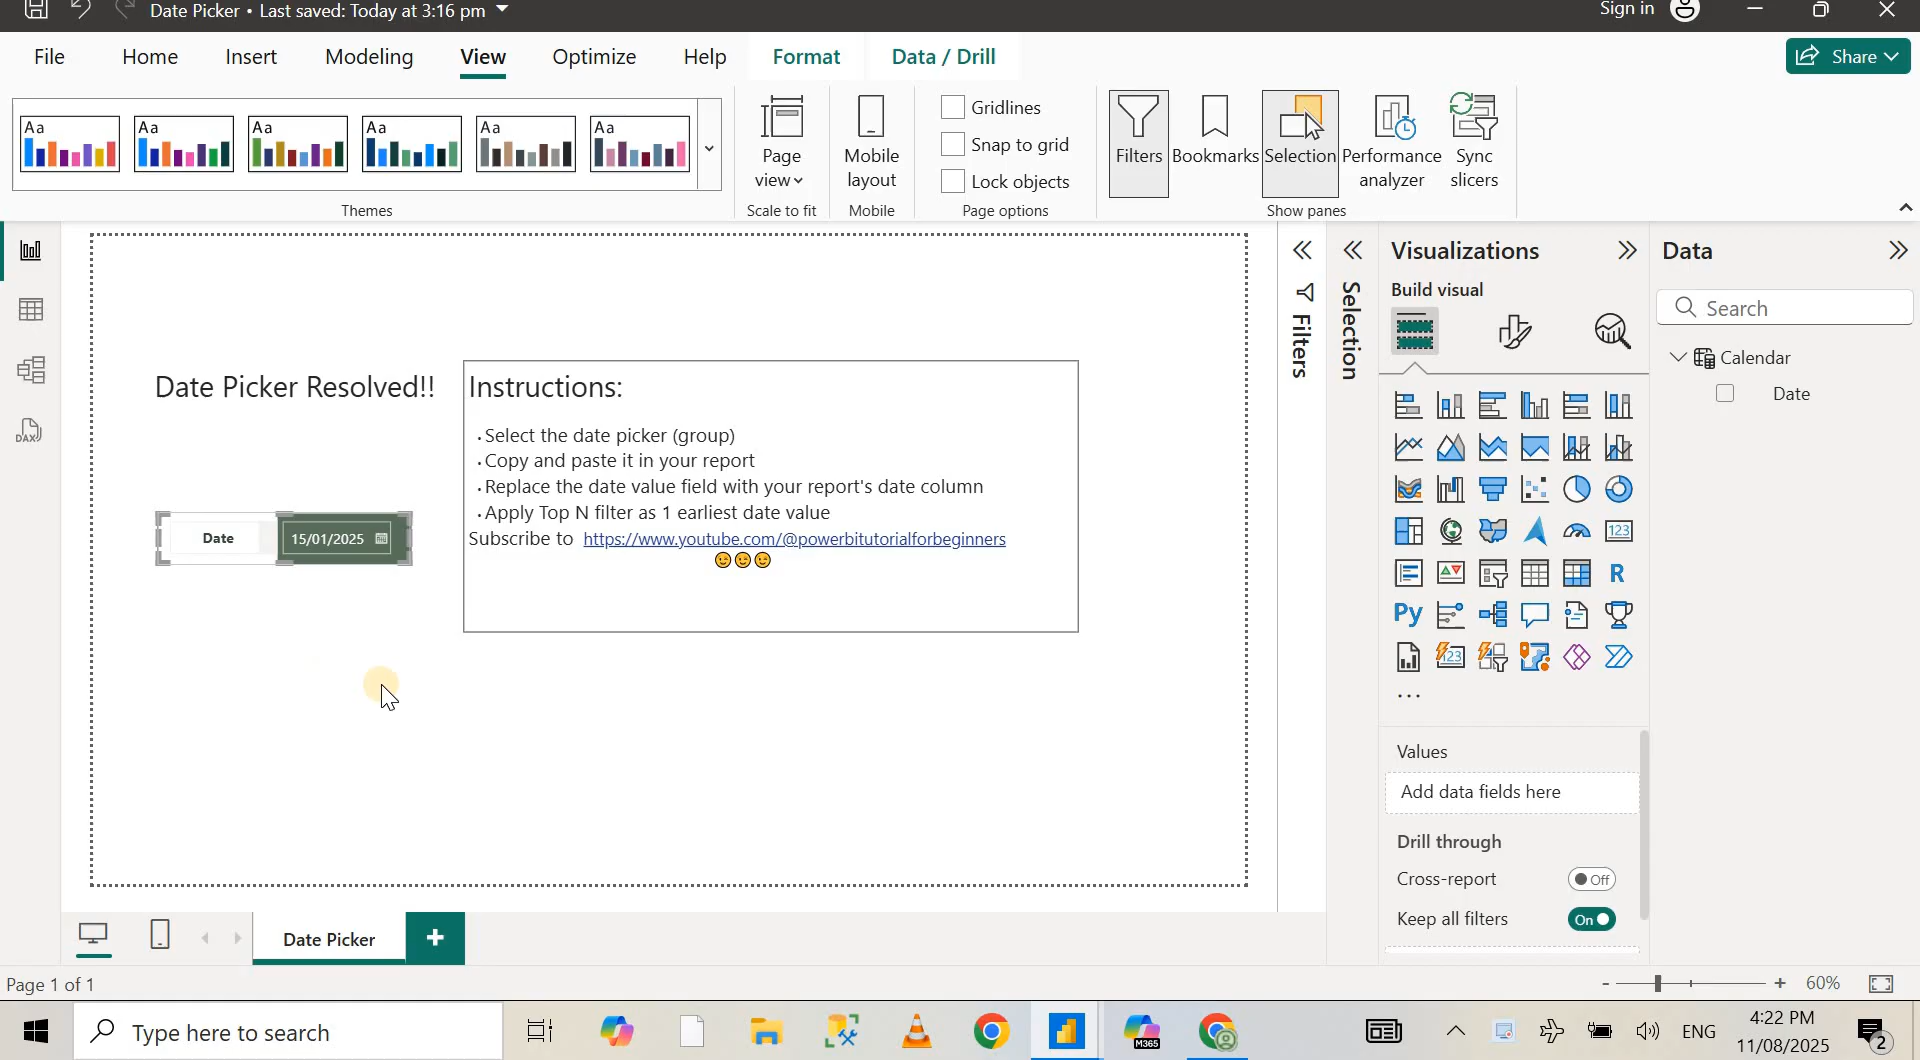 Date Picker • Last saved: Today at 3:16 pm
Sign in
File Home Insert Modeling View Optimize Help Format Data / Drill
Share
Aa Aa Aa Aa Aa Aa
Themes
Page view
Scale to fit
Mobile layout
Mobile
Gridlines
Snap to grid
Lock objects
Page options
Filters
Bookmarks
Selection
Performance analyzer
Sync slicers
Show panes
Date Picker Resolved!!
Date 15/01/2025
Instructions:
. Select the date picker (group)
. Copy and paste it in your report
. Replace the date value field with your report's date column
. Apply Top N filter as 1 earliest date value
Subscribe to https://www.youtube.com/@powerbitutorialforbeginners
😉😉😉
Filters
Selection
Visualizations
Build visual
123
R
Py
123
...
Values
Add data fields here
Drill through
Cross-report Off
Keep all filters On
Data
Search
Calendar
Date
DAX
Date Picker
Page 1 of 1
- + 60%
Type here to search
M365
ENG
4:22 PM
11/08/2025
2